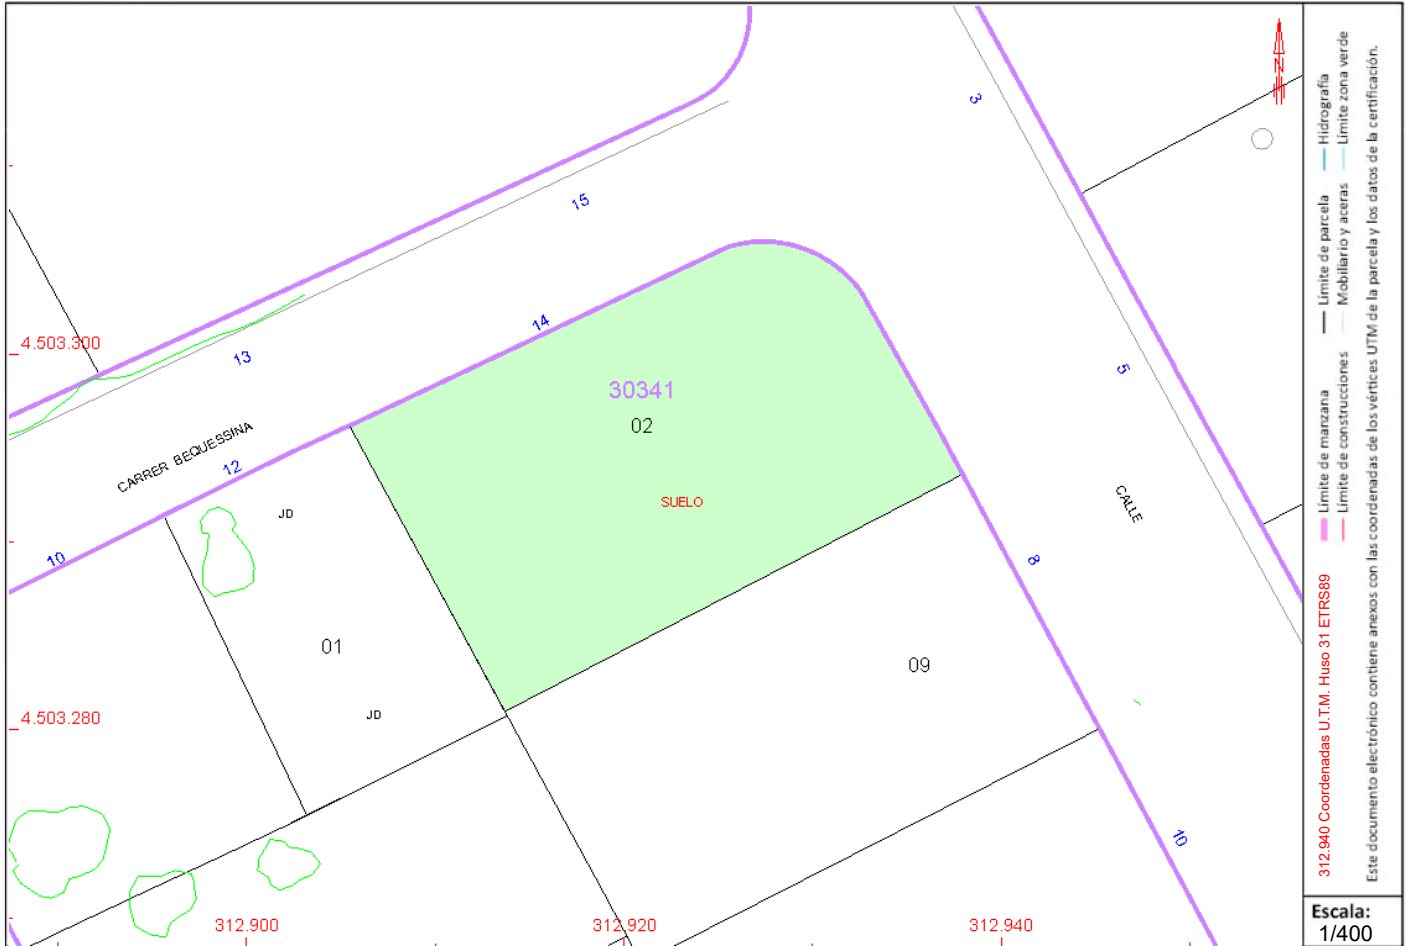 3
15
14
4.503.300
13
5
30341
02
CARRER BEQUESSINA
12
SUELO
CALLE
JD
10
8
01
09
4.503.280
JD
10
312.900
312.920
312.940
N
Límite de manzana
Límite de parcela
Hidrografía
Límite de construcciones
Mobiliario y aceras
Límite zona verde
312.940 Coordenadas U.T.M. Huso 31 ETRS89
Este documento electrónico contiene anexos con las coordenadas de los vértices UTM de la parcela y los datos de la certificación.
Escala:
1/400